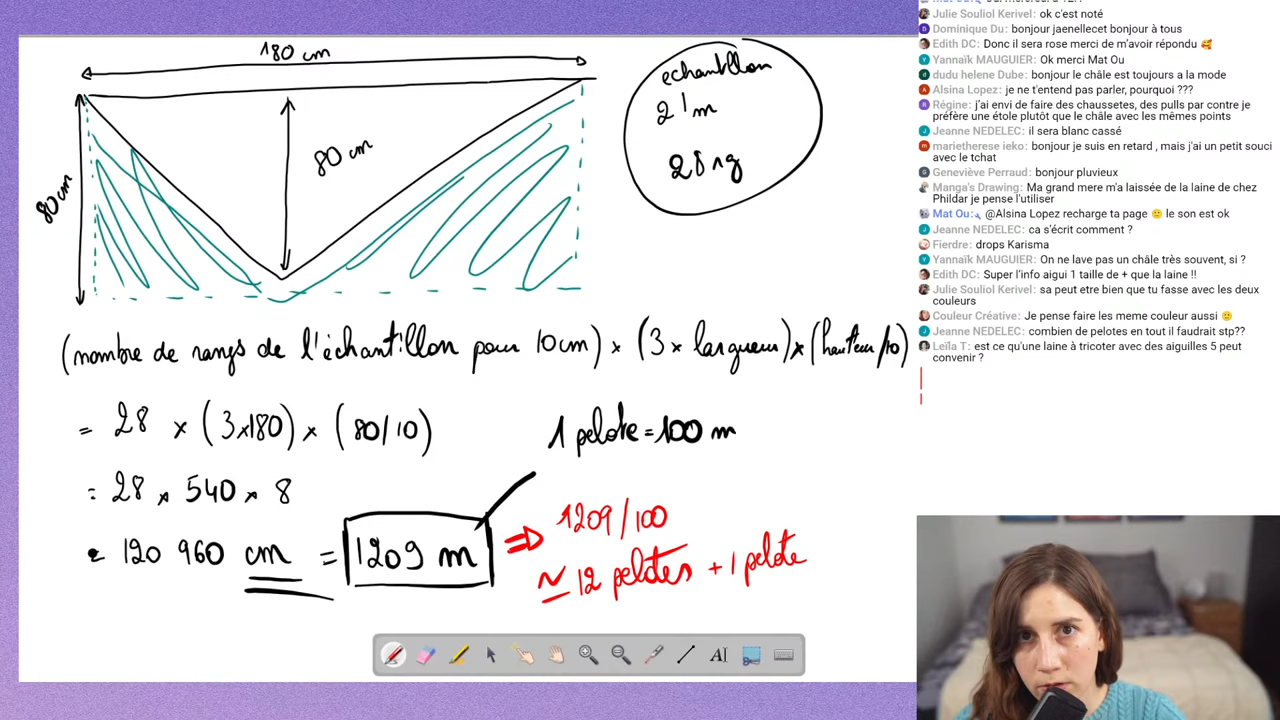 180 cm
80 cm
80 cm
echantillon
21 m
28 rg
(nombre de rangs de l'échantillon pour 10cm) × (3 × largueur) × (hauteur/10)
= 28 × (3×180) × (80/10)
1 pelote = 100 m
= 28 × 540 × 8
= 120 960 cm = 1209 m ⇒ 1209/100
≃ 12 pelotes + 1 pelote
AI
Julie Souliol Kerivel: ok c'est noté
Dominique Du: bonjour jaenellecet bonjour à tous
Edith DC: Donc il sera rose merci de m'avoir répondu 🥰
Yannaïk MAUGUIER: Ok merci Mat Ou
dudu helene Dube: bonjour le châle est toujours a la mode
Alsina Lopez: je ne t'entend pas parler, pourquoi ???
Régine: j'ai envi de faire des chaussetes, des pulls par contre je
préfère une étole plutôt que le châle avec les mêmes points
Jeanne NEDELEC: il sera blanc cassé
marietherese ieko: bonjour je suis en retard , mais j'ai un petit souci
avec le tchat
Geneviève Perraud: bonjour pluvieux
Manga's Drawing: Ma grand mere m'a laissée de la laine de chez
Phildar je pense l'utiliser
Mat Ou: @Alsina Lopez recharge ta page 🙂 le son est ok
Jeanne NEDELEC: ca s'écrit comment ?
Fierdre: drops Karisma
Yannaïk MAUGUIER: On ne lave pas un châle très souvent, si ?
Edith DC: Super l'info aigui 1 taille de + que la laine !!
Julie Souliol Kerivel: sa peut etre bien que tu fasse avec les deux
couleurs
Couleur Créative: Je pense faire les meme couleur aussi 🙂
Jeanne NEDELEC: combien de pelotes en tout il faudrait stp??
Leïla T: est ce qu'une laine à tricoter avec des aiguilles 5 peut
convenir ?